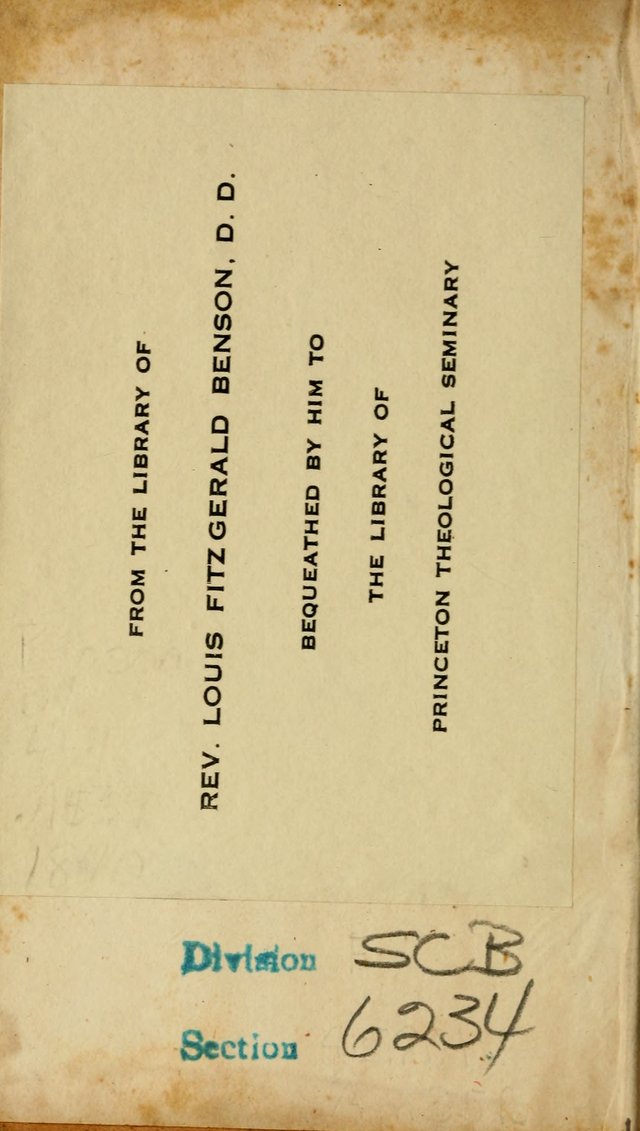 FROM THE LIBRARY OF
REV. LOUIS FITZGERALD BENSON, D. D.
BEQUEATHED BY HIM TO
THE LIBRARY OF
PRINCETON THEOLOGICAL SEMINARY
Division SCB
Section 6234